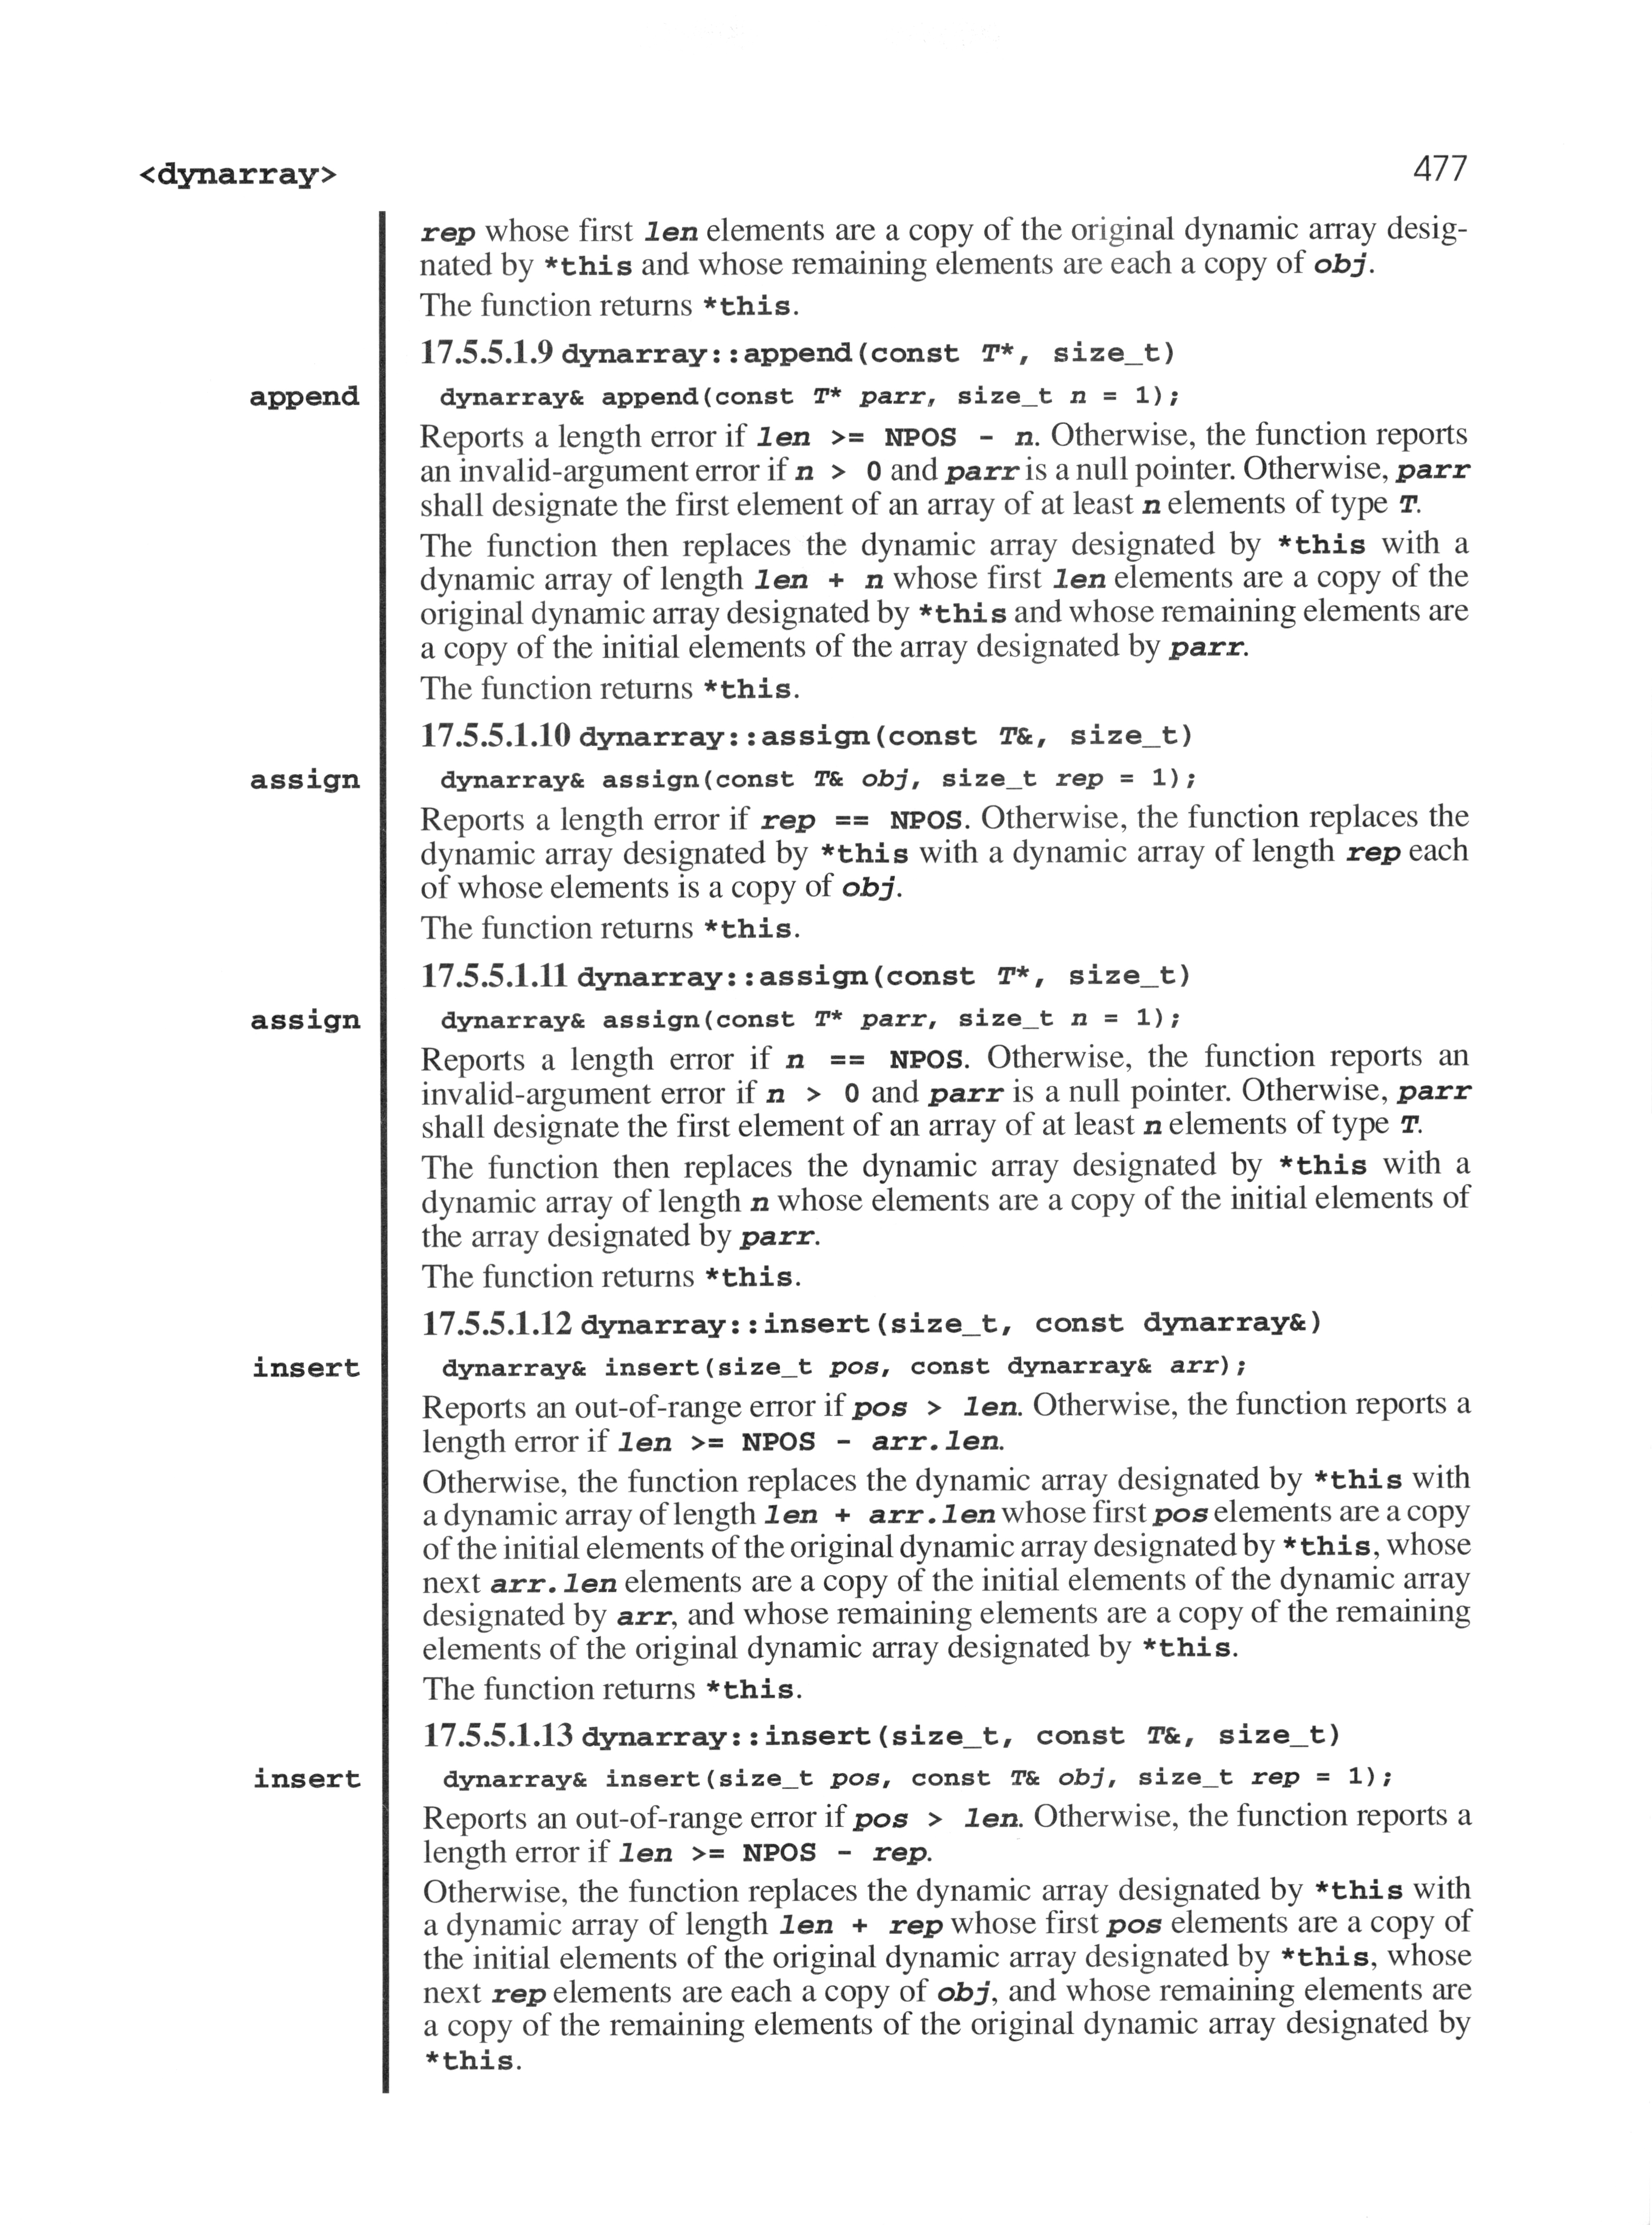 <dynarray> 477
rep whose first len elements are a copy of the original dynamic array desig-
nated by *this and whose remaining elements are each a copy of obj.
The function returns *this.
17.5.5.1.9 dynarray::append(const T*, size_t)
append dynarray& append(const T* parr, size_t n = 1);
Reports a length error if len >= NPOS - n. Otherwise, the function reports
an invalid-argument error if n > 0 and parr is a null pointer. Otherwise, parr
shall designate the first element of an array of at least n elements of type T.
The function then replaces the dynamic array designated by *this with a
dynamic array of length len + n whose first len elements are a copy of the
original dynamic array designated by *this and whose remaining elements are
a copy of the initial elements of the array designated by parr.
The function returns *this.
17.5.5.1.10 dynarray::assign(const T&, size_t)
assign dynarray& assign(const T& obj, size_t rep = 1);
Reports a length error if rep == NPOS. Otherwise, the function replaces the
dynamic array designated by *this with a dynamic array of length rep each
of whose elements is a copy of obj.
The function returns *this.
17.5.5.1.11 dynarray::assign(const T*, size_t)
assign dynarray& assign(const T* parr, size_t n = 1);
Reports a length error if n == NPOS. Otherwise, the function reports an
invalid-argument error if n > 0 and parr is a null pointer. Otherwise, parr
shall designate the first element of an array of at least n elements of type T.
The function then replaces the dynamic array designated by *this with a
dynamic array of length n whose elements are a copy of the initial elements of
the array designated by parr.
The function returns *this.
17.5.5.1.12 dynarray::insert(size_t, const dynarray&)
insert dynarray& insert(size_t pos, const dynarray& arr);
Reports an out-of-range error if pos > len. Otherwise, the function reports a
length error if len >= NPOS - arr.len.
Otherwise, the function replaces the dynamic array designated by *this with
a dynamic array of length len + arr.len whose first pos elements are a copy
of the initial elements of the original dynamic array designated by *this, whose
next arr.len elements are a copy of the initial elements of the dynamic array
designated by arr, and whose remaining elements are a copy of the remaining
elements of the original dynamic array designated by *this.
The function returns *this.
17.5.5.1.13 dynarray::insert(size_t, const T&, size_t)
insert dynarray& insert(size_t pos, const T& obj, size_t rep = 1);
Reports an out-of-range error if pos > len. Otherwise, the function reports a
length error if len >= NPOS - rep.
Otherwise, the function replaces the dynamic array designated by *this with
a dynamic array of length len + rep whose first pos elements are a copy of
the initial elements of the original dynamic array designated by *this, whose
next rep elements are each a copy of obj, and whose remaining elements are
a copy of the remaining elements of the original dynamic array designated by
*this.